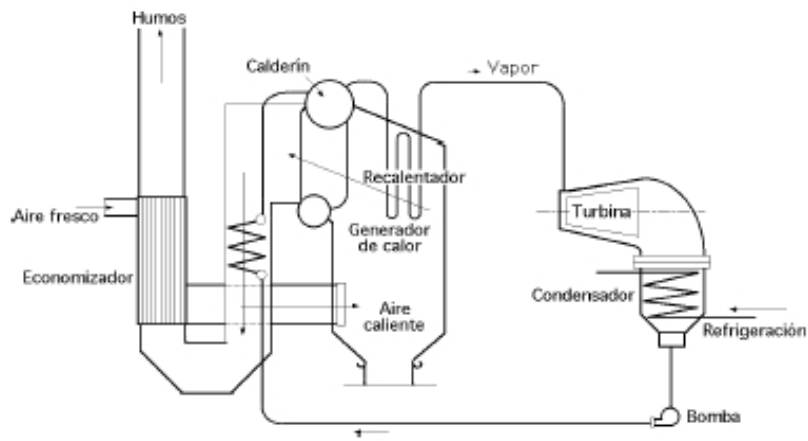 Humos
Calderín
Vapor
Recalentador
Aire fresco
Turbina
Generador
de calor
Economizador
Condensador
Aire
caliente
Refrigeración
Bomba